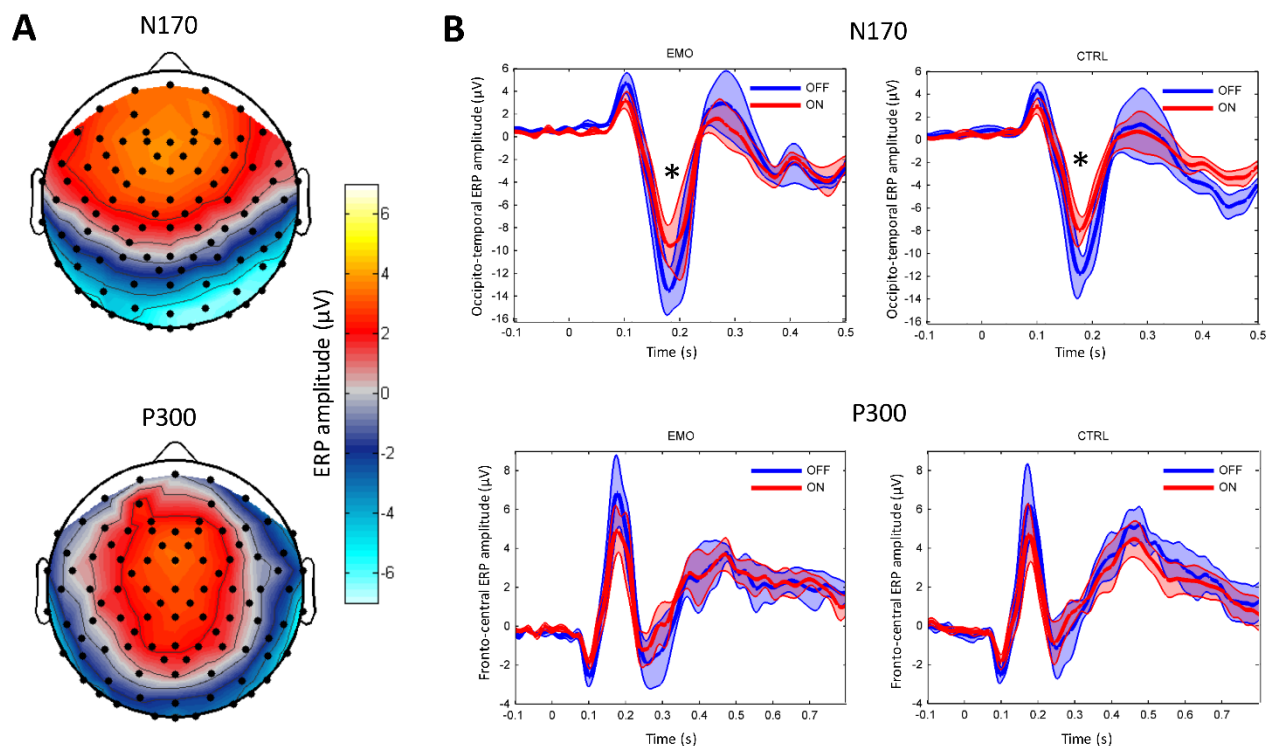 A
N170
ERP amplitude (µV)
6
4
2
0
-2
-4
-6
P300
B
N170
EMO
Occipito-temporal ERP amplitude (µV)
6
4
2
0
-2
-4
-6
-8
-10
-12
-14
-16
OFF
ON
*
-0.1 0 0.1 0.2 0.3 0.4 0.5
Time (s)
CTRL
Occipito-temporal ERP amplitude (µV)
6
4
2
0
-2
-4
-6
-8
-10
-12
-14
-16
OFF
ON
*
-0.1 0 0.1 0.2 0.3 0.4 0.5
Time (s)
P300
EMO
Fronto-central ERP amplitude (µV)
8
6
4
2
0
-2
-4
OFF
ON
-0.1 0 0.1 0.2 0.3 0.4 0.5 0.6 0.7
Time (s)
CTRL
Fronto-central ERP amplitude (µV)
8
6
4
2
0
-2
-4
OFF
ON
-0.1 0 0.1 0.2 0.3 0.4 0.5 0.6 0.7
Time (s)